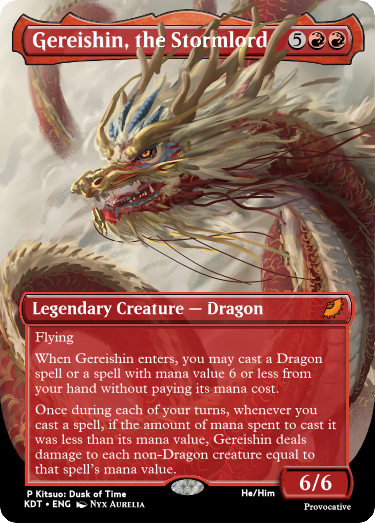 Gereishin, the Stormlord 5
Legendary Creature — Dragon
Flying
When Gereishin enters, you may cast a Dragon
spell or a spell with mana value 6 or less from
your hand without paying its mana cost.
Once during each of your turns, whenever you
cast a spell, if the amount of mana spent to cast it
was less than its mana value, Gereishin deals
damage to each non-Dragon creature equal to
that spell's mana value.
6/6
P Kitsuo: Dusk of Time
He/Him
Provocative
KDT • ENG Nyx Aurelia